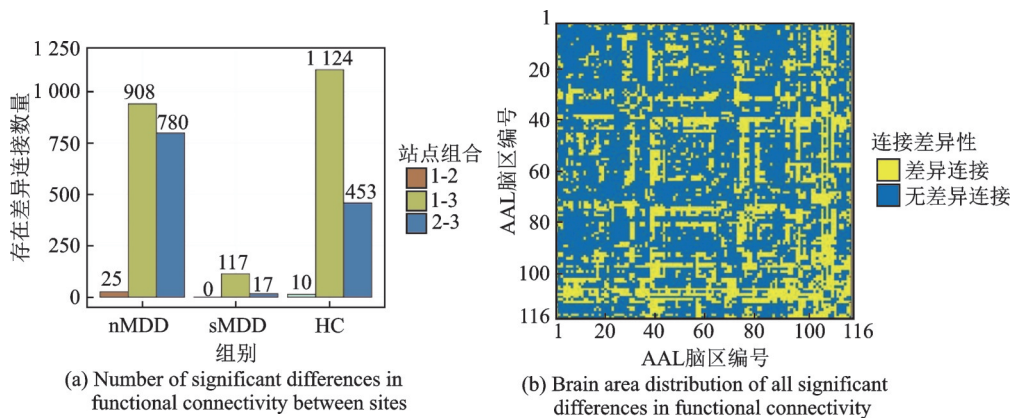 存在差异连接数量
1 250
1 000
750
500
250
0
25
908
780
0
117
17
10
1 124
453
nMDD
sMDD
HC
组别
站点组合
1-2
1-3
2-3
(a) Number of significant differences in
functional connectivity between sites
AAL脑区编号
1
20
40
60
80
100
116
1 20 40 60 80 100 116
AAL脑区编号
连接差异性
差异连接
无差异连接
(b) Brain area distribution of all significant
differences in functional connectivity